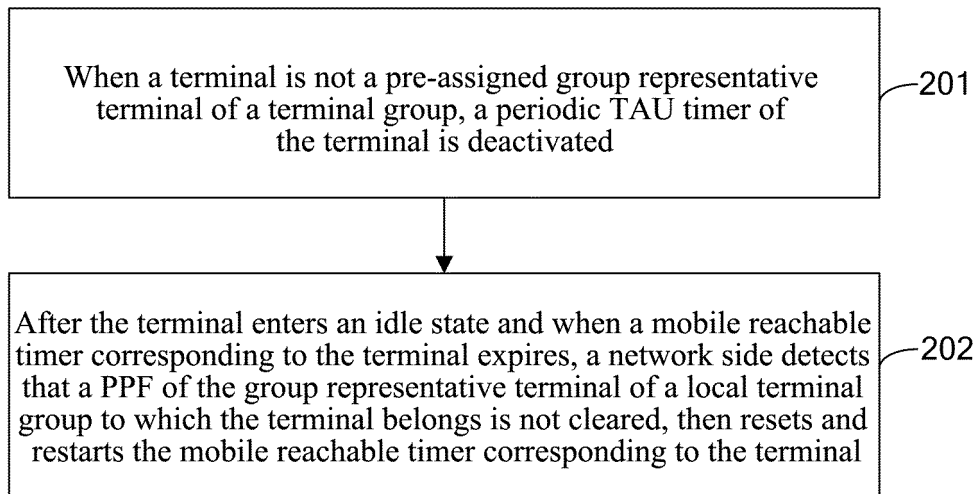 When a terminal is not a pre-assigned group representative
terminal of a terminal group, a periodic TAU timer of
the terminal is deactivated
201
After the terminal enters an idle state and when a mobile reachable
timer corresponding to the terminal expires, a network side detects
that a PPF of the group representative terminal of a local terminal
group to which the terminal belongs is not cleared, then resets and
restarts the mobile reachable timer corresponding to the terminal
202